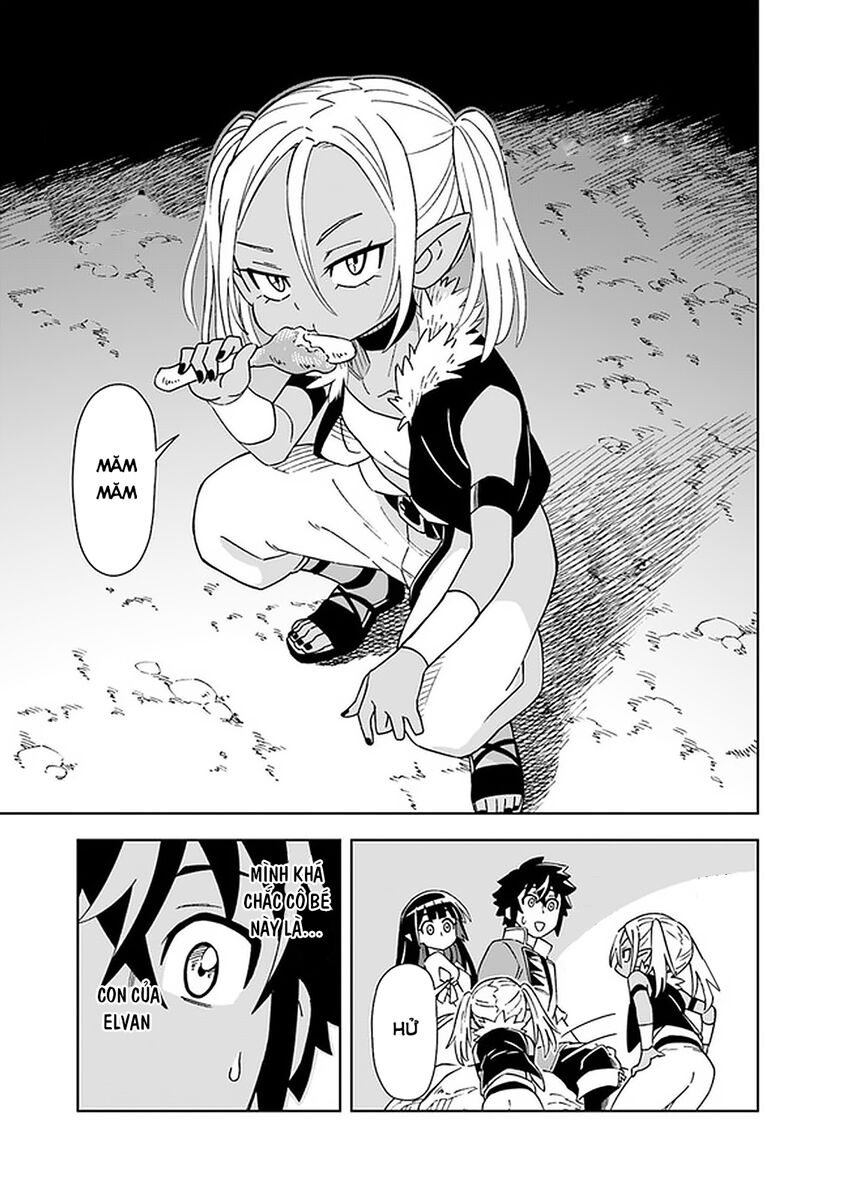 MĂM
MĂM
MÌNH KHÁ
CHẮC CÔ BÉ
NÀY LÀ...
CON CỦA
ELVAN
HỬ